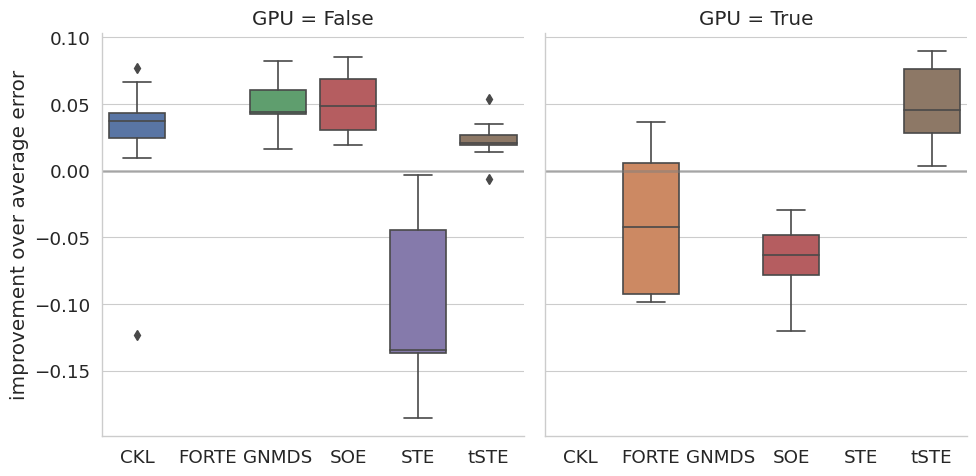 GPU = False
GPU = True
improvement over average error
0.10
0.05
0.00
−0.05
−0.10
−0.15
CKL FORTE GNMDS SOE STE tSTE
CKL FORTE GNMDS SOE STE tSTE